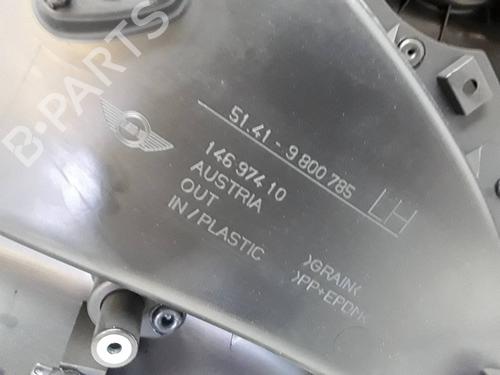 B-PARTS
51.41 - 9 800 785
LH
146 974 10
AUSTRIA
OUT
IN/PLASTIC
>GRAIN<
>PP+EPDM<